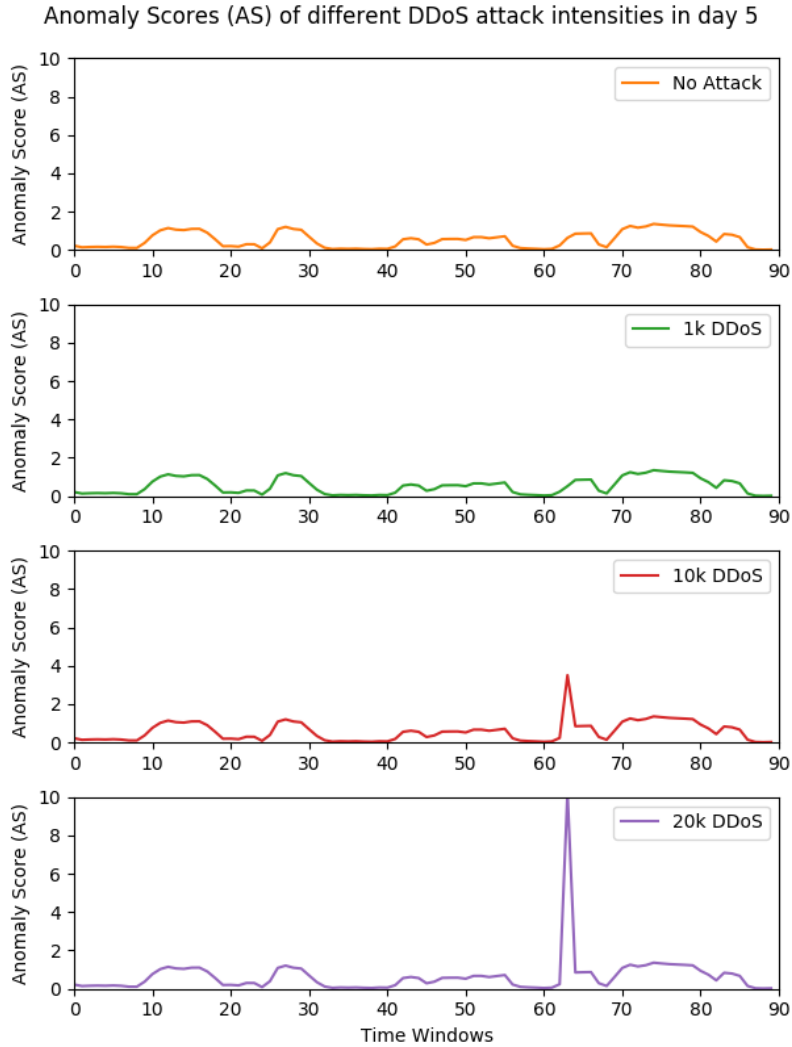 Anomaly Scores (AS) of different DDoS attack intensities in day 5
Anomaly Score (AS)
10
8
6
4
2
0
No Attack
0 10 20 30 40 50 60 70 80 90
Anomaly Score (AS)
10
8
6
4
2
0
1k DDoS
0 10 20 30 40 50 60 70 80 90
Anomaly Score (AS)
10
8
6
4
2
0
10k DDoS
0 10 20 30 40 50 60 70 80 90
Anomaly Score (AS)
10
8
6
4
2
0
20k DDoS
0 10 20 30 40 50 60 70 80 90
Time Windows